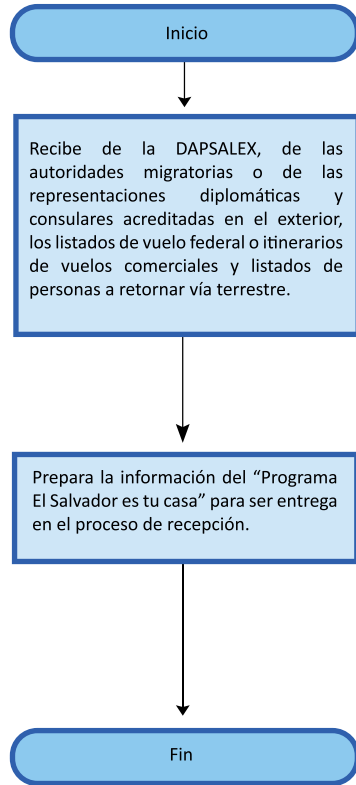 Inicio
Recibe de la DAPSALEX, de las
autoridades migratorias o de las
representaciones diplomáticas y
consulares acreditadas en el exterior,
los listados de vuelo federal o itinerarios
de vuelos comerciales y listados de
personas a retornar vía terrestre.
Prepara la información del “Programa
El Salvador es tu casa” para ser entrega
en el proceso de recepción.
Fin